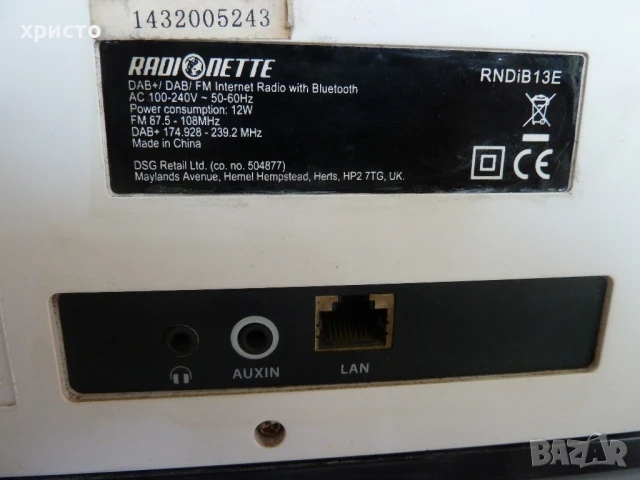 христо
1432005243
RADIONETTE
RNDiB13E
DAB+/ DAB/ FM Internet Radio with Bluetooth
AC 100-240V ~ 50-60Hz
Power consumption: 12W
FM 87.5 - 108MHz
DAB+ 174.928 - 239.2 MHz
Made in China
DSG Retail Ltd. (co. no. 504877)
Maylands Avenue, Hemel Hempstead, Herts, HP2 7TG, UK.
CE
AUXIN
LAN
BAZAR